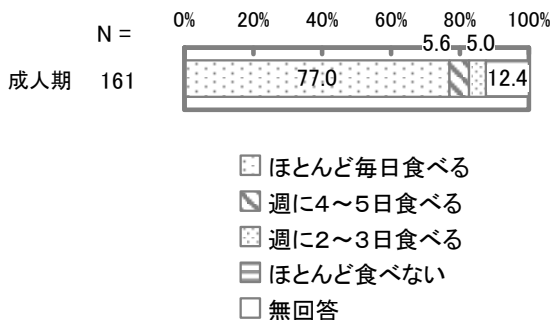 0% 20% 40% 60% 80% 100%
N =
5.6 5.0
成人期 161 77.0 12.4
ほとんど毎日食べる
週に4～5日食べる
週に2～3日食べる
ほとんど食べない
無回答